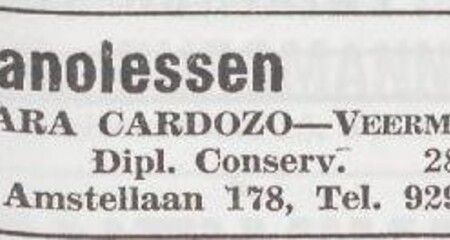 anolessen
ARA CARDOZO—VEERM
Dipl. Conserv. 28
Amstellaan 178, Tel. 929